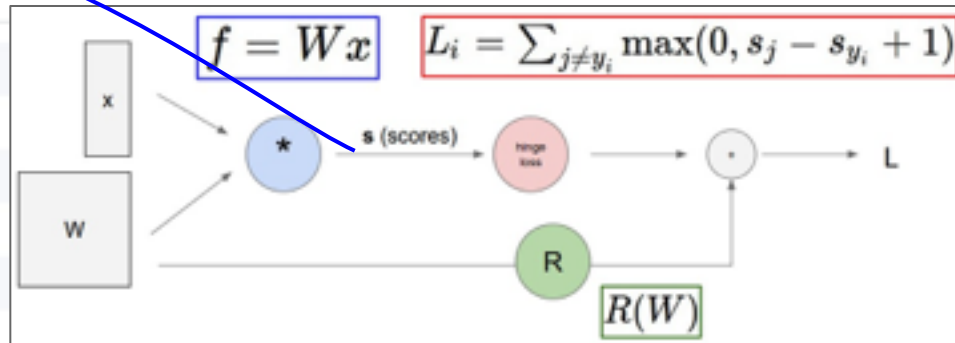 f = Wx
L_i = \sum_{j \neq y_i} \max(0, s_j - s_{y_i} + 1)
x
*
s (scores)
hinge
loss
+
L
W
R
R(W)